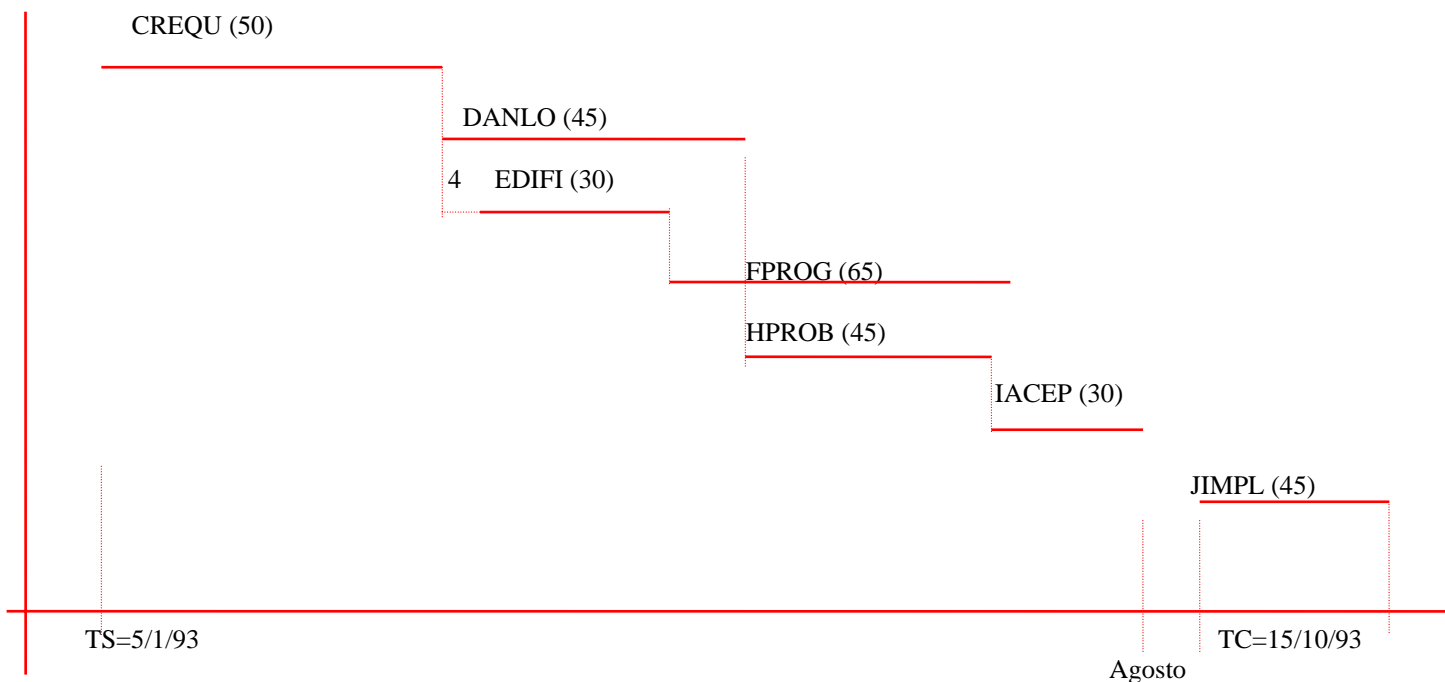 CREQU (50)
DANLO (45)
4 EDIFI (30)
FPROG (65)
HPROB (45)
IACEP (30)
JIMPL (45)
TS=5/1/93
TC=15/10/93
Agosto